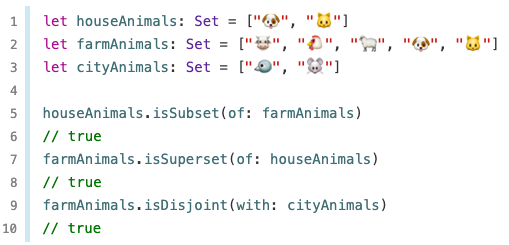 1 let houseAnimals: Set = ["🐶", "🐱"]
2 let farmAnimals: Set = ["🐮", "🐔", "🐑", "🐶", "🐱"]
3 let cityAnimals: Set = ["🐦", "🐭"]
4
5 houseAnimals.isSubset(of: farmAnimals)
6 // true
7 farmAnimals.isSuperset(of: houseAnimals)
8 // true
9 farmAnimals.isDisjoint(with: cityAnimals)
10 // true